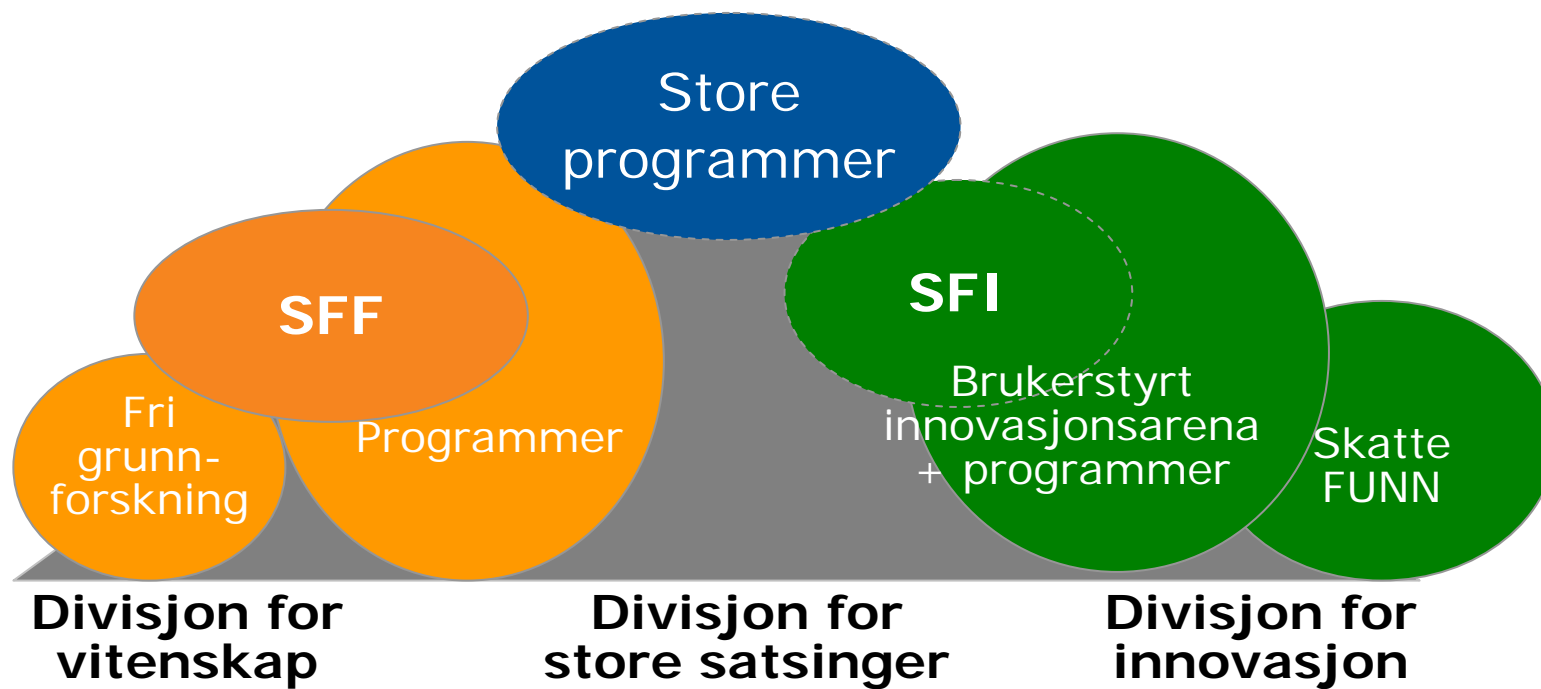 Store
programmer
SFF
SFI
Fri
grunn-
forskning
Programmer
Brukerstyrt
innovasjonsarena
+ programmer
Skatte
FUNN
Divisjon for
vitenskap
Divisjon for
store satsinger
Divisjon for
innovasjon